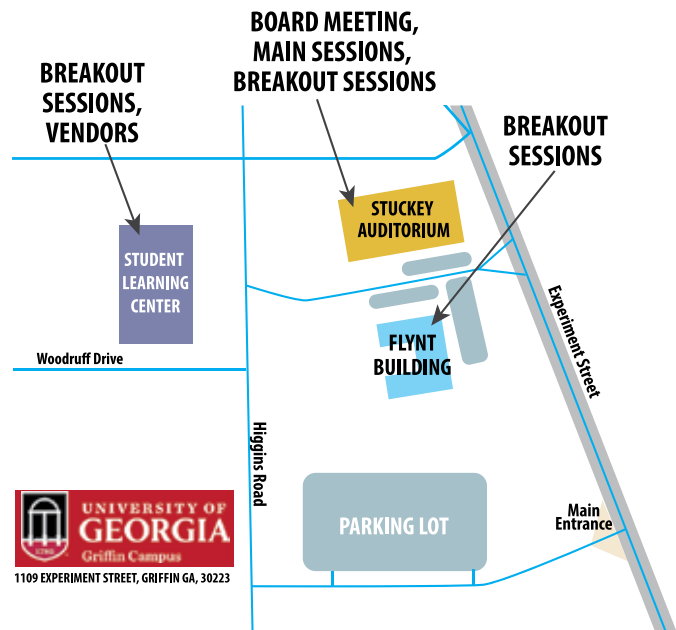 BOARD MEETING,
MAIN SESSIONS,
BREAKOUT SESSIONS
BREAKOUT
SESSIONS,
VENDORS
BREAKOUT
SESSIONS
STUCKEY
AUDITORIUM
STUDENT
LEARNING
CENTER
FLYNT
BUILDING
Experiment Street
Woodruff Drive
Higgins Road
PARKING LOT
Main
Entrance
1785
UNIVERSITY OF
GEORGIA
Griffin Campus
1109 EXPERIMENT STREET, GRIFFIN GA, 30223